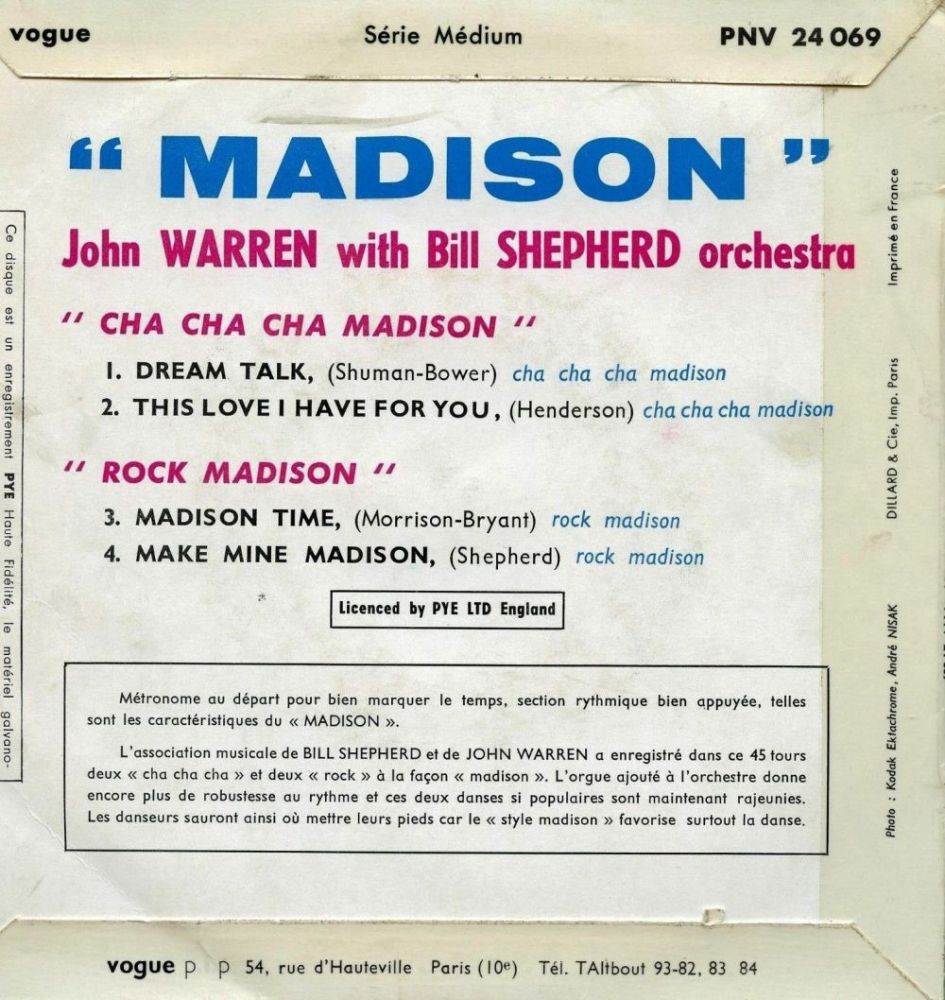 vogue Série Médium PNV 24 069
“ MADISON ”
John WARREN with Bill SHEPHERD orchestra
“ CHA CHA CHA MADISON “
1. DREAM TALK, (Shuman-Bower) cha cha cha madison
2. THIS LOVE I HAVE FOR YOU, (Henderson) cha cha cha madison
“ ROCK MADISON “
3. MADISON TIME, (Morrison-Bryant) rock madison
4. MAKE MINE MADISON, (Shepherd) rock madison
Licenced by PYE LTD England
Métronome au départ pour bien marquer le temps, section rythmique bien appuyée, telles
sont les caractéristiques du « MADISON ».
L'association musicale de BILL SHEPHERD et de JOHN WARREN a enregistré dans ce 45 tours
deux « cha cha cha » et deux « rock » à la façon « madison ». L'orgue ajouté à l'orchestre donne
encore plus de robustesse au rythme et ces deux danses si populaires sont maintenant rajeunies.
Les danseurs sauront ainsi où mettre leurs pieds car le « style madison » favorise surtout la danse.
Ce disque est un enregistrement PYE Haute Fidélité, le matériel galvano-
Imprimé en France
DILLARD & Cie, Imp. Paris
Photo : Kodak Ektachrome, André NISAK
vogue p p 54, rue d'Hauteville Paris (10e) Tél. TAItbout 93-82, 83 84